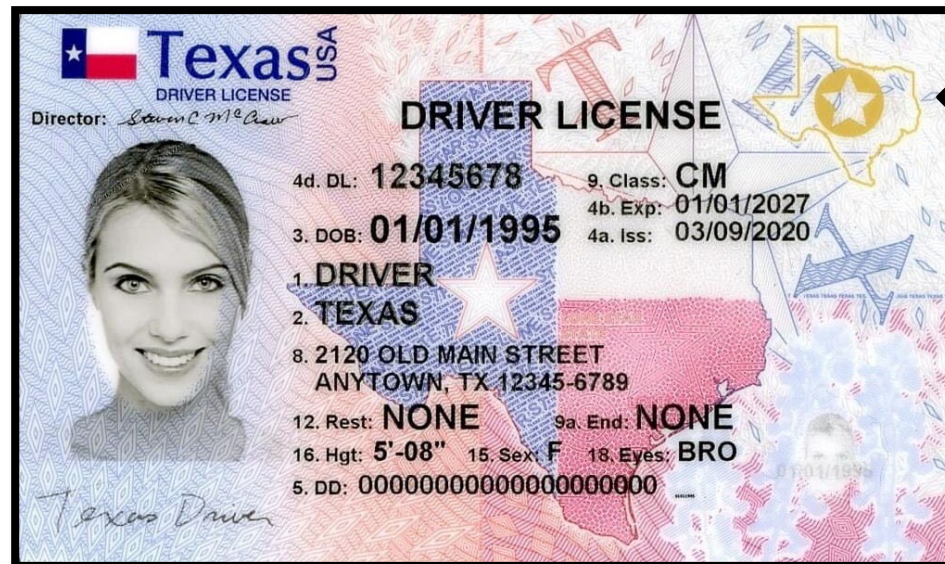 Texas USA
DRIVER LICENSE
Director: Steven C McCraw
DRIVER LICENSE
4d. DL: 12345678 9. Class: CM
4b. Exp: 01/01/2027
3. DOB: 01/01/1995 4a. Iss: 03/09/2020
1. DRIVER
2. TEXAS
8. 2120 OLD MAIN STREET
ANYTOWN, TX 12345-6789
12. Rest: NONE 9a. End: NONE
16. Hgt: 5'-08" 15. Sex: F 18. Eyes: BRO
5. DD: 00000000000000000000
01/01/1995
Texas Driver